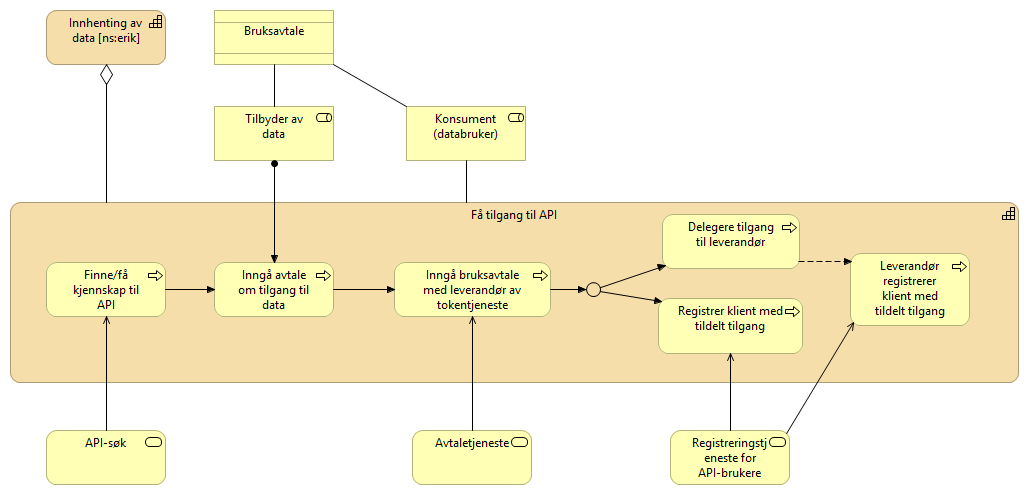 Innhenting av
data [ns:erik]
Bruksavtale
Tilbyder av
data
Konsument
(databruker)
Få tilgang til API
Finne/få
kjennskap til
API
Inngå avtale
om tilgang til
data
Inngå bruksavtale
med leverandør av
tokentjeneste
Delegere tilgang
til leverandør
Registrer klient med
tildelt tilgang
Leverandør
registrerer
klient med
tildelt tilgang
API-søk
Avtaletjeneste
Registreringstj
eneste for
API-brukere